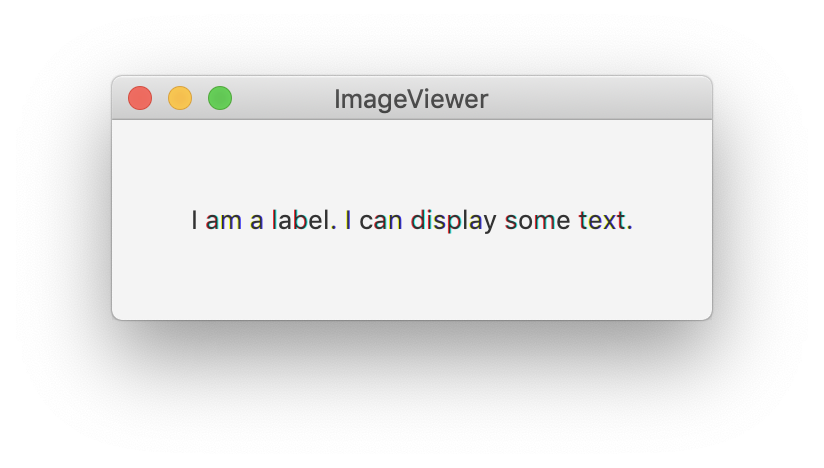 ImageViewer
I am a label. I can display some text.